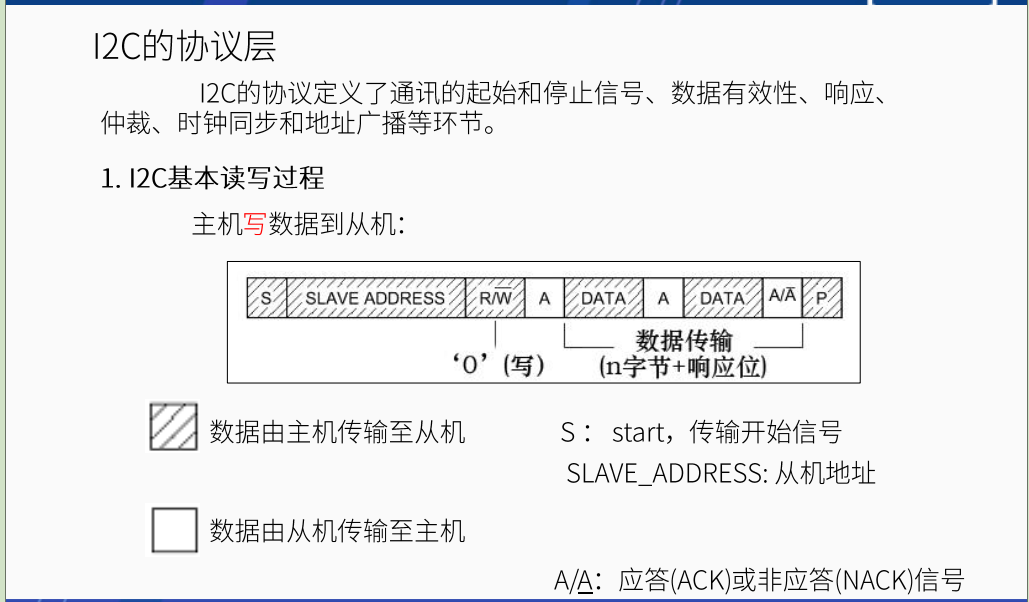 I2C的协议层
I2C的协议定义了通讯的起始和停止信号、数据有效性、响应、
仲裁、时钟同步和地址广播等环节。
1. I2C基本读写过程
主机写数据到从机：
S SLAVE ADDRESS R/W̅ A DATA A DATA A/A̅ P
‘0’(写)
数据传输
(n字节+响应位)
数据由主机传输至从机
S： start，传输开始信号
SLAVE_ADDRESS: 从机地址
数据由从机传输至主机
A/A̲：应答(ACK)或非应答(NACK)信号